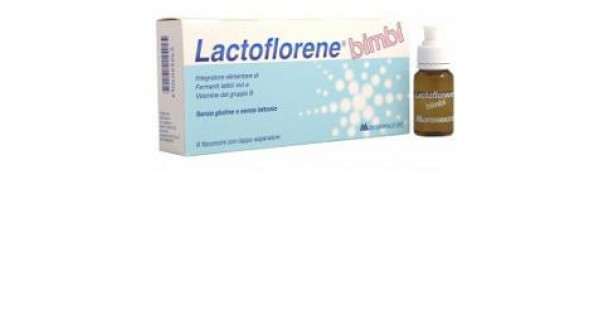 Lactoflorene® bimbi
Integratore alimentare di
Fermenti lattici vivi e
Vitamine del gruppo B
Senza glutine e senza lattosio
8 flaconcini con tappo serbatoio
Lactoflorene
bimbi